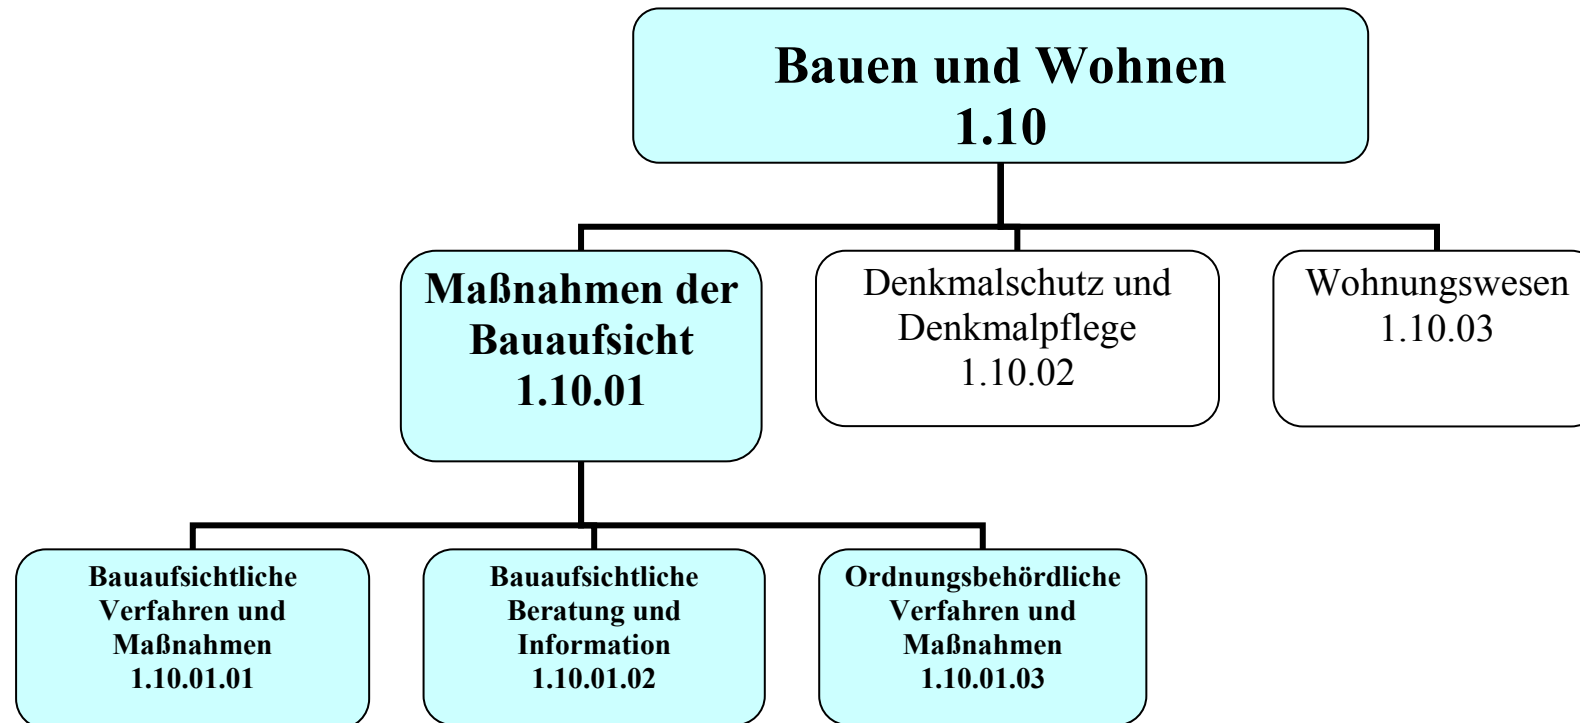 Bauen und Wohnen
1.10
Maßnahmen der
Bauaufsicht
1.10.01
Denkmalschutz und
Denkmalpflege
1.10.02
Wohnungswesen
1.10.03
Bauaufsichtliche
Verfahren und
Maßnahmen
1.10.01.01
Bauaufsichtliche
Beratung und
Information
1.10.01.02
Ordnungsbehördliche
Verfahren und
Maßnahmen
1.10.01.03